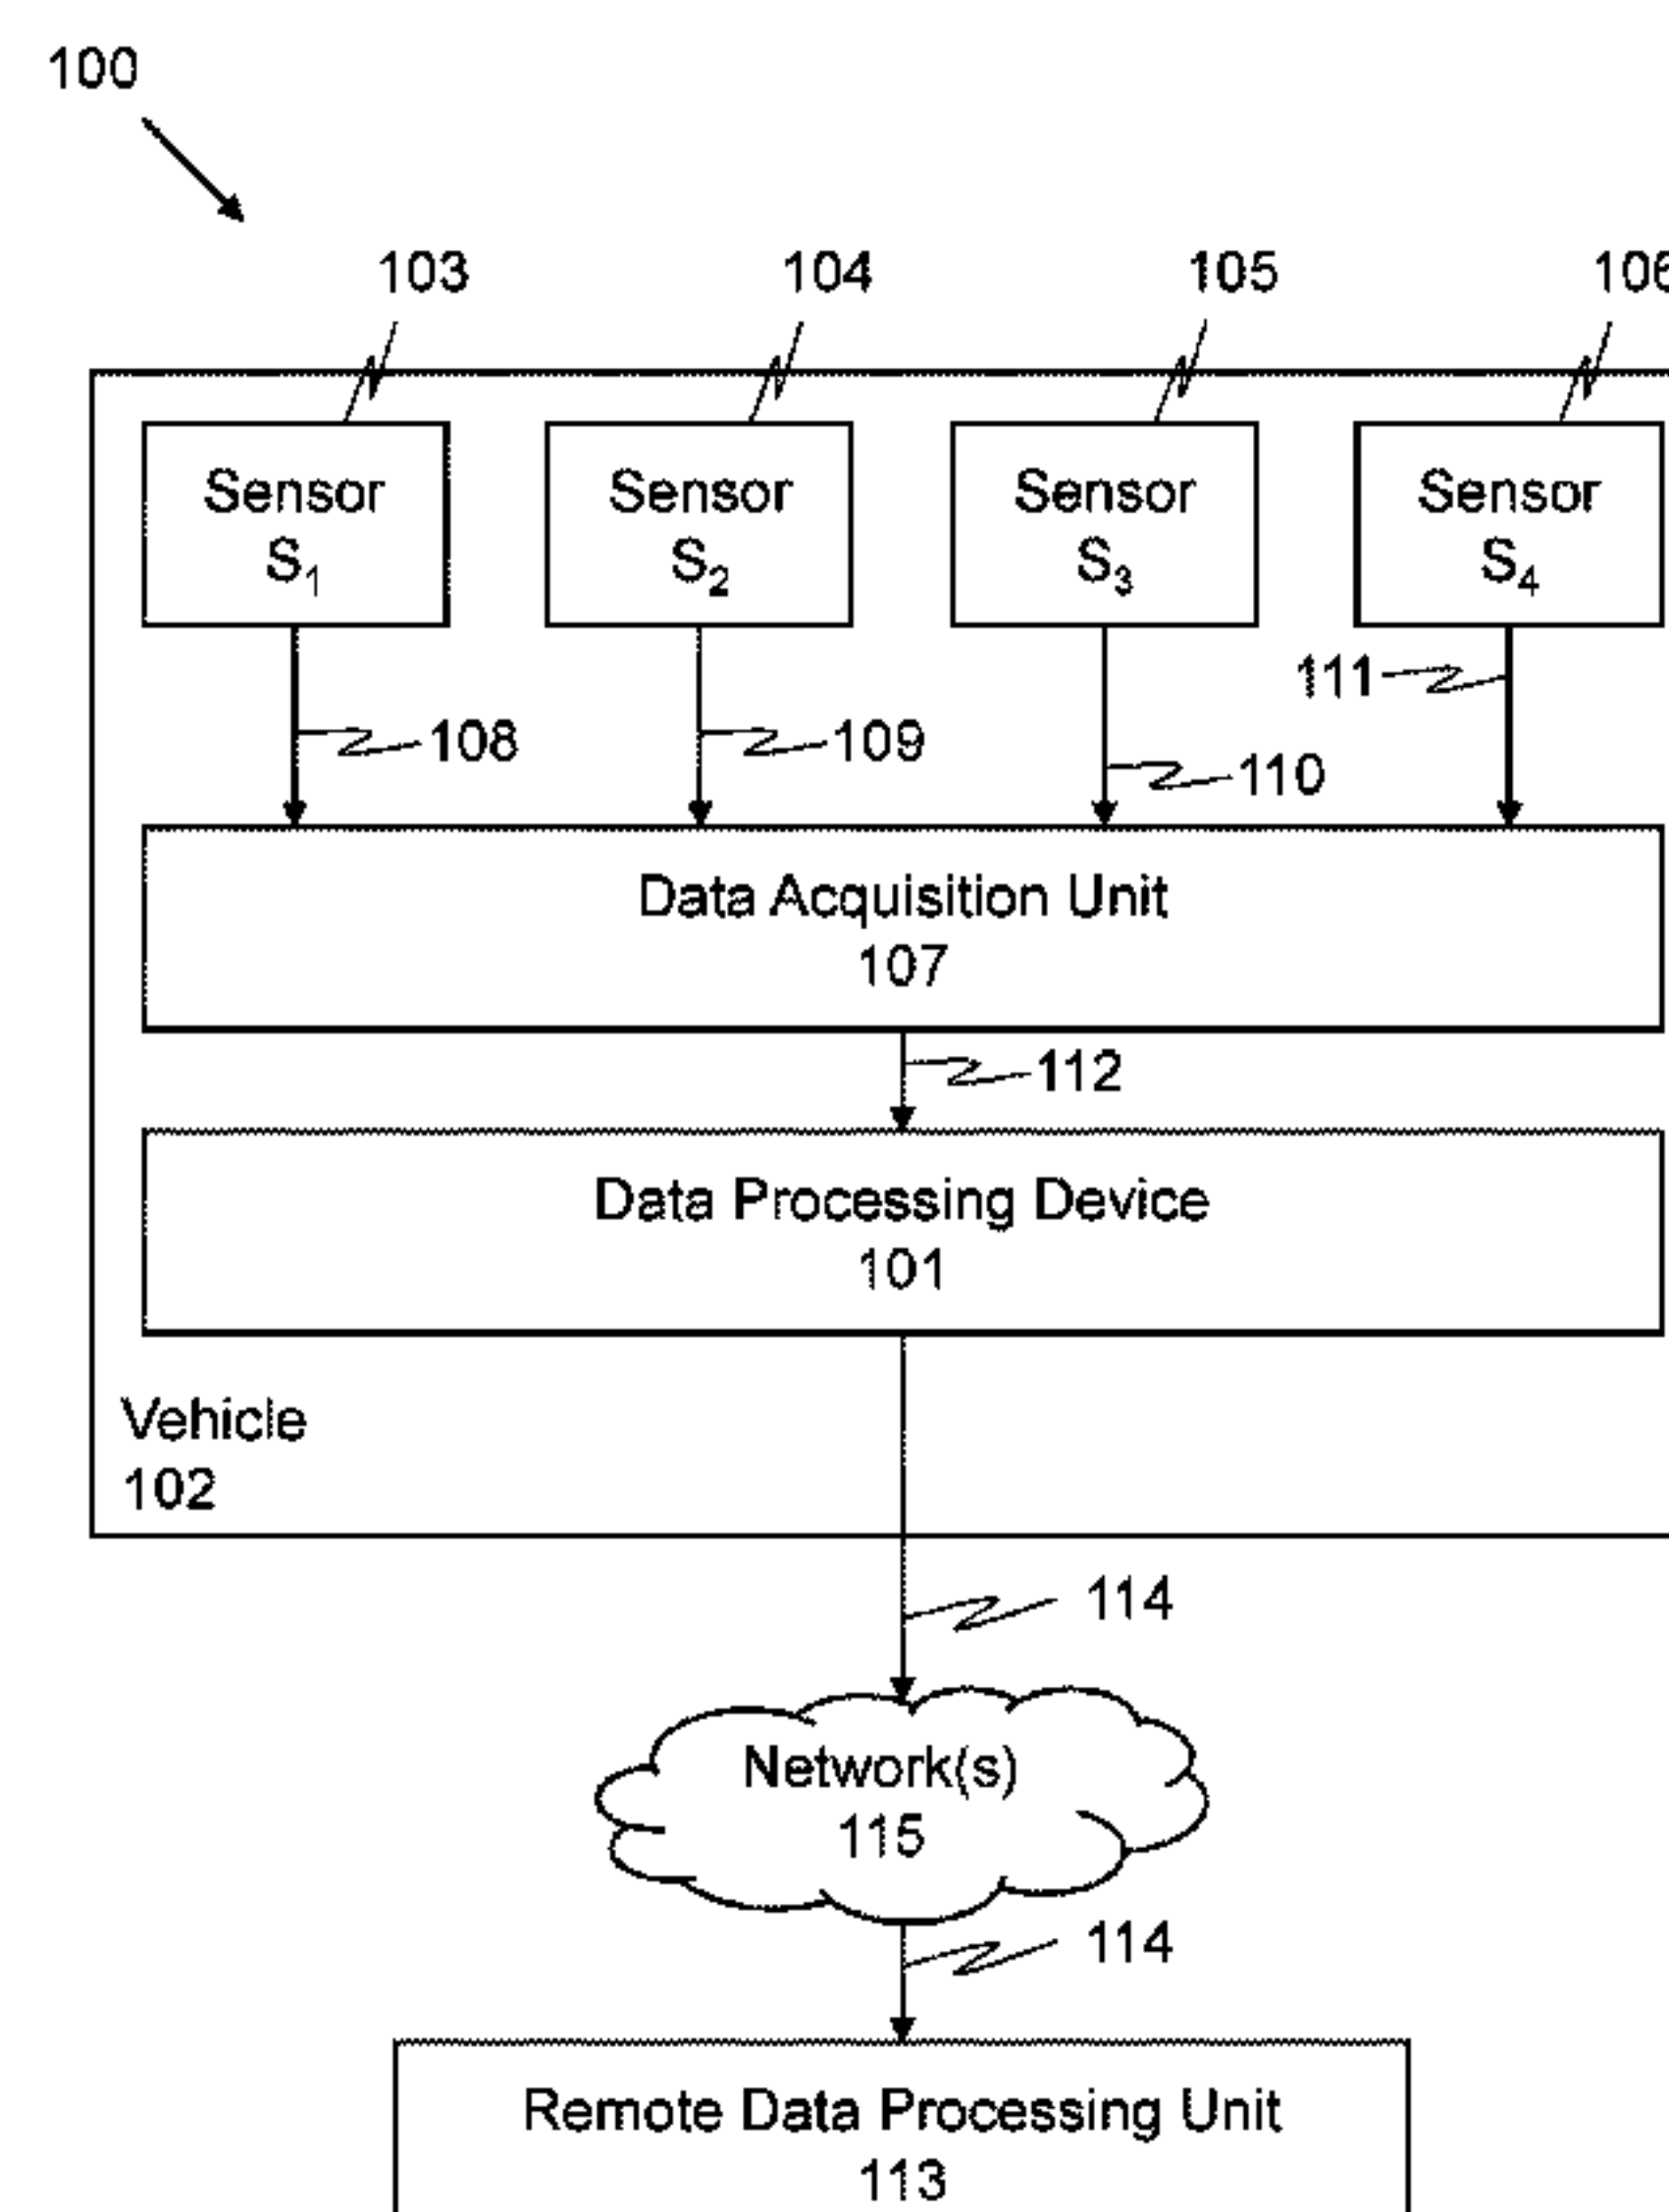 100
103 104 105 106
Sensor Sensor Sensor Sensor
S1 S2 S3 S4
111
108 109 110
Data Acquisition Unit
107
112
Data Processing Device
101
Vehicle
102
114
Network(s)
115
114
Remote Data Processing Unit
113